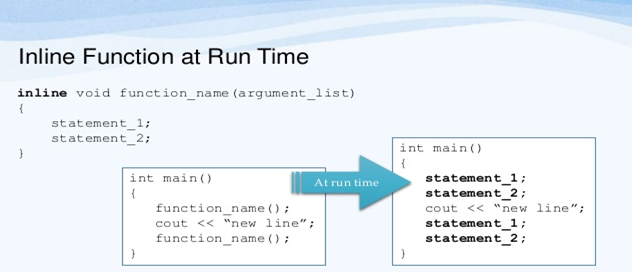 Inline Function at Run Time
inline void function_name(argument_list)
{
statement_1;
statement_2;
}
int main()
{
function_name();
cout << “new line”;
function_name();
}
At run time
int main()
{
statement_1;
statement_2;
cout << “new line”;
statement_1;
statement_2;
}